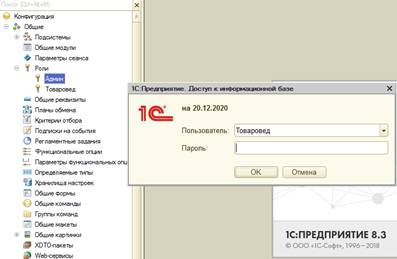 Поиск (Ctrl+Alt+M)
Конфигурация
Общие
Подсистемы
Общие модули
Параметры сеанса
Роли
Админ
Товаровед
Общие реквизиты
Планы обмена
Критерии отбора
Подписки на события
Регламентные задания
Функциональные опции
Параметры функциональных опц
Определяемые типы
Хранилища настроек
Общие формы
Общие команды
Группы команд
Общие макеты
Общие картинки
XDTO-пакеты
Web-сервисы
1С:Предприятие. Доступ к информационной базе
1С
на 20.12.2020
Пользователь: Товаровед
Пароль:
OK Отмена
1С:ПРЕДПРИЯТИЕ 8.3
© ООО «1С-Софт», 1996–2018